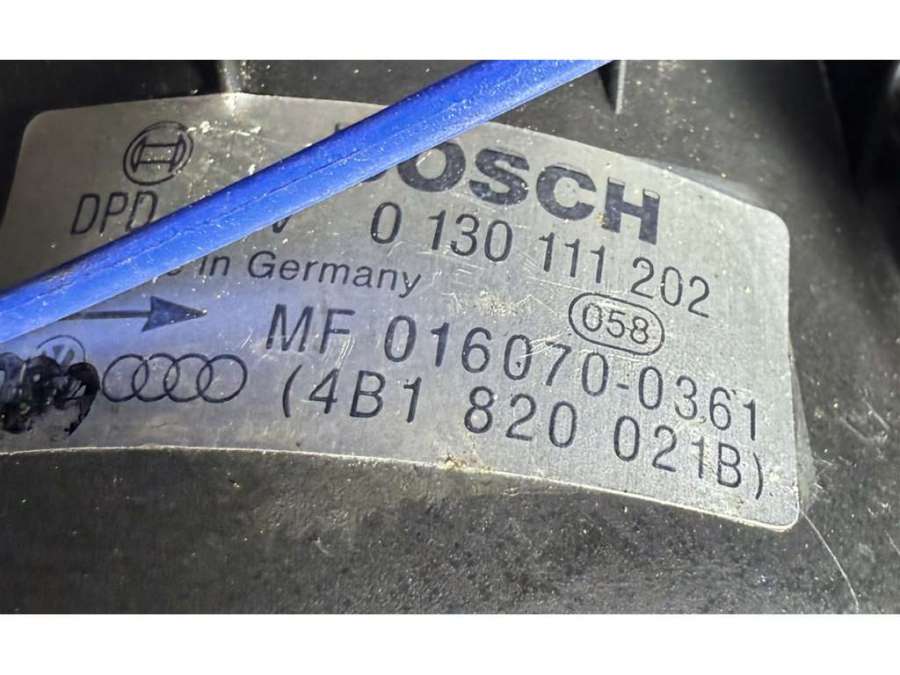 BOSCH
DPD V 0 130 111 202
in Germany
058
MF 016070-0361
(4B1 820 021B)